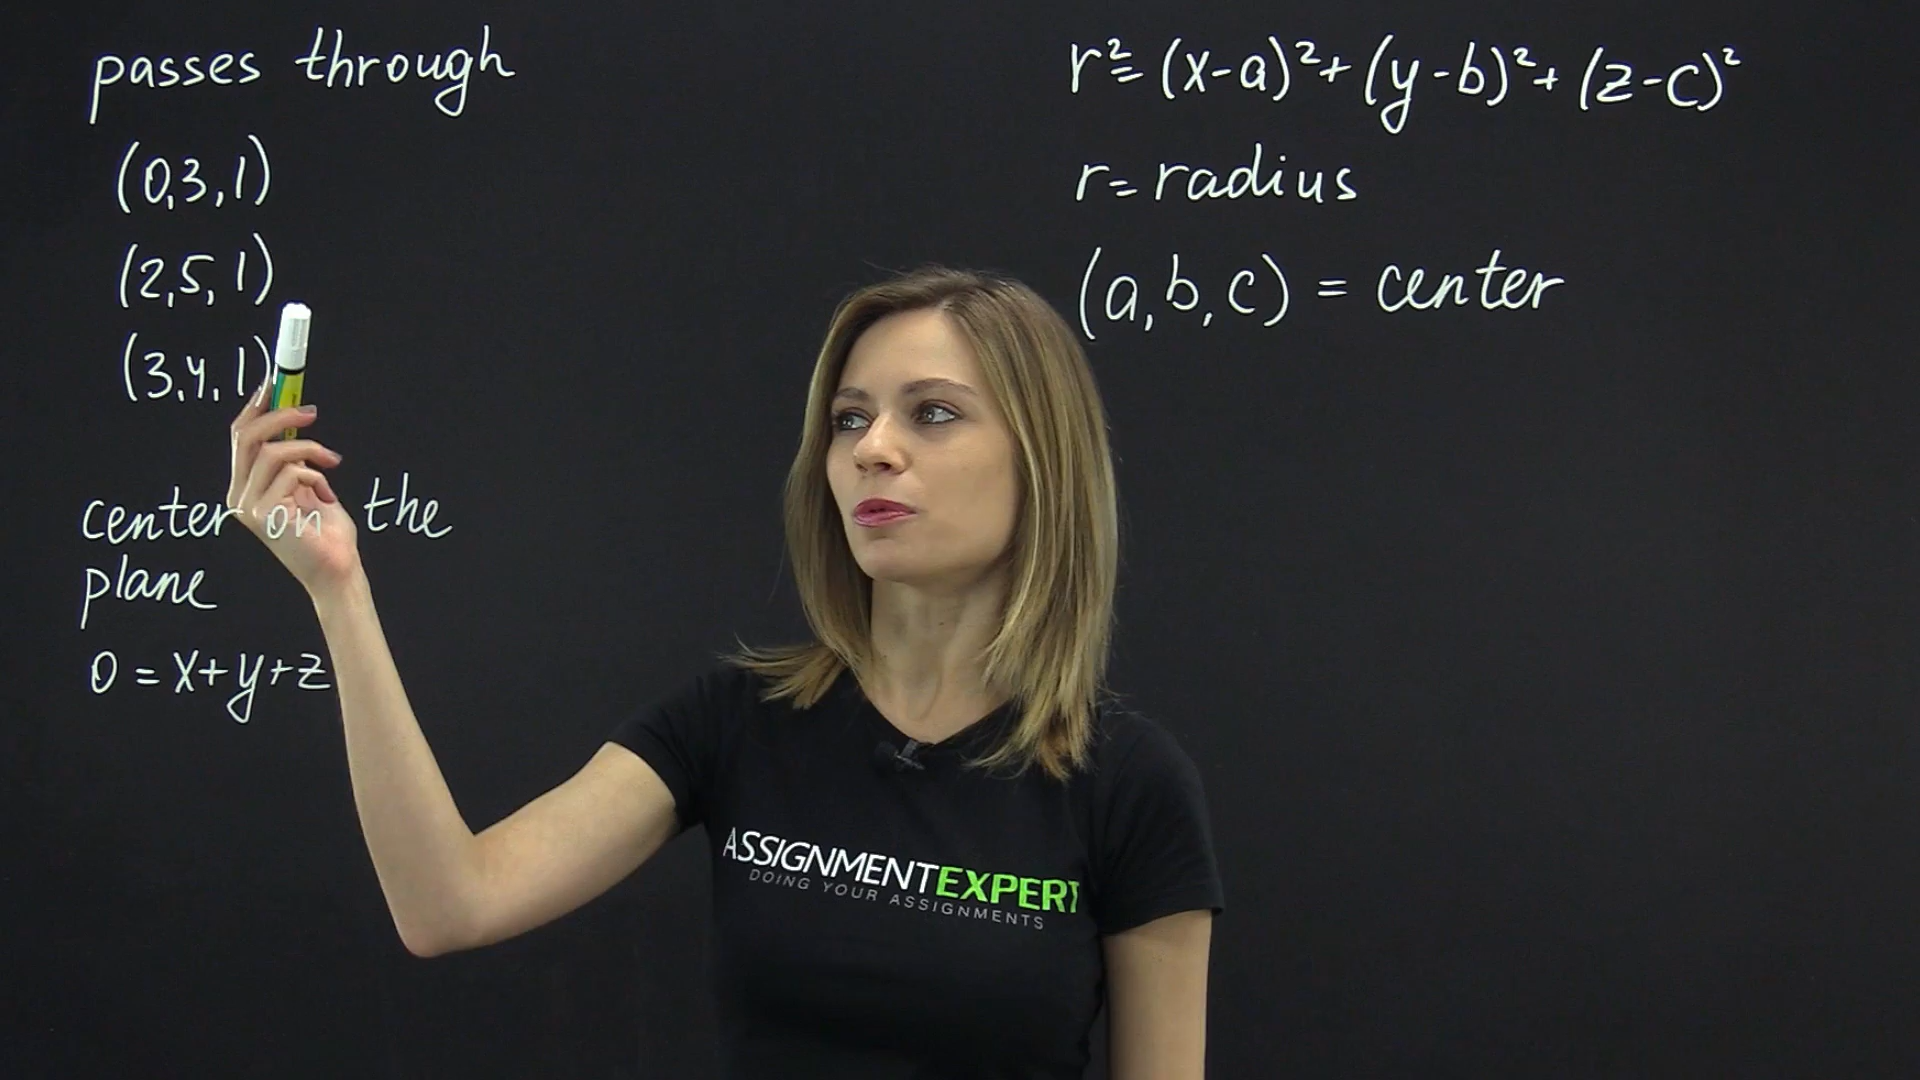 passes through
(0,3,1)
(2,5,1)
(3,4,1)
center on the
plane
0 = x+y+z
r²= (x-a)²+ (y-b)²+ (z-c)²
r= radius
(a,b,c) = center
ASSIGNMENTEXPERT
DOING YOUR ASSIGNMENTS